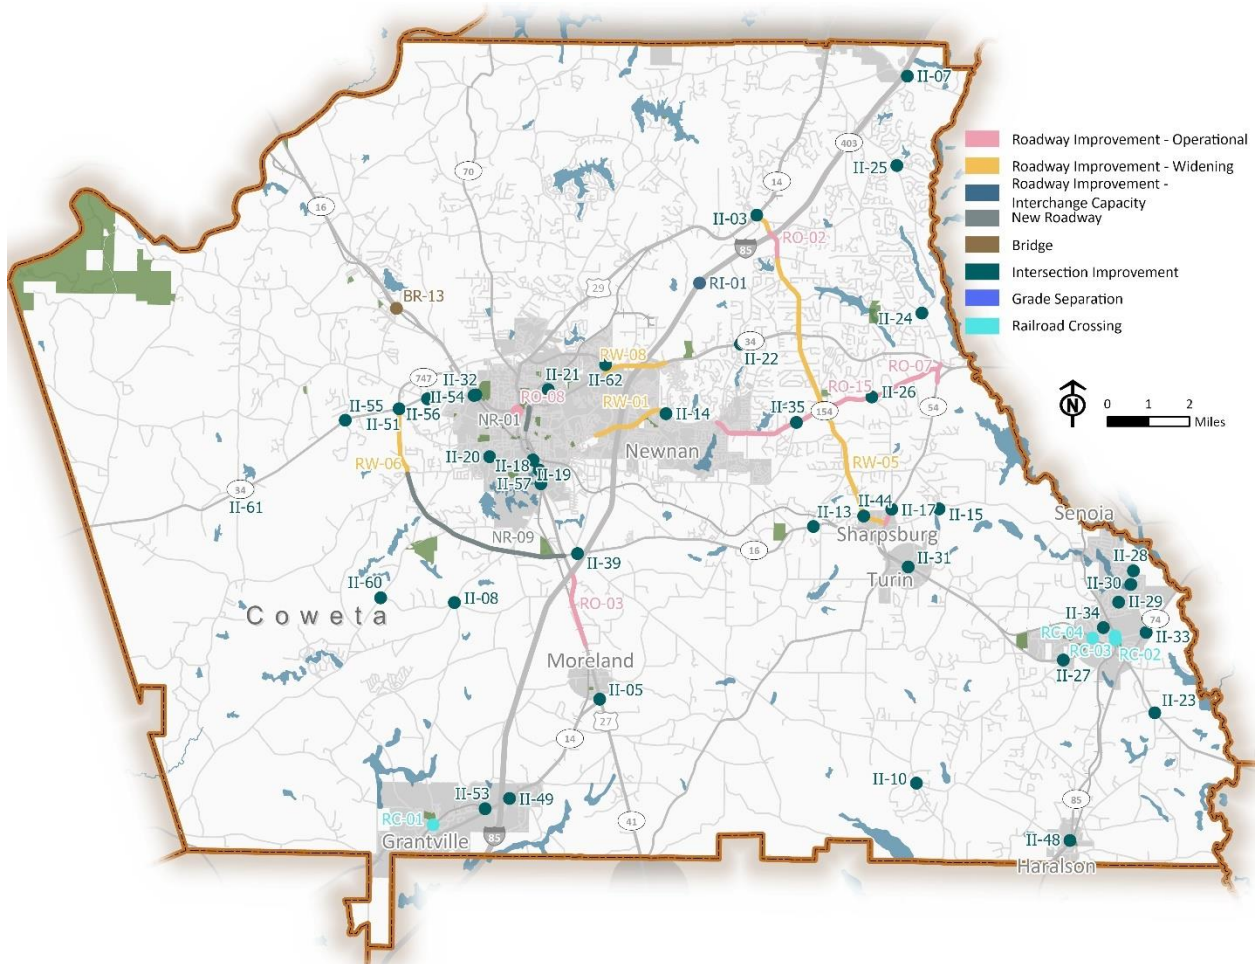 II-07
403
Roadway Improvement - Operational
Roadway Improvement - Widening
Roadway Improvement -
Interchange Capacity
New Roadway
Bridge
Intersection Improvement
Grade Separation
Railroad Crossing
II-25
70
14
16
II-03
RO-02
85
29
RI-01
BR-13
II-24
34
II-22
RW-08
RO-07
747
II-32
II-21
II-62
RO-15
II-54
RO-08
II-26
N
0 1 2
Miles
II-55
II-56
RW-01
II-14
154
54
II-51
NR-01
II-35
Newnan
II-20
II-18
RW-06
II-19
RW-05
II-57
34
II-61
II-44
II-13
II-17
II-15
Senoia
Sharpsburg
NR-09
16
II-39
II-28
II-31
Turin
II-60
II-08
II-30
RO-03
II-29
Coweta
74
II-34
RC-04
II-33
RC-03
RC-02
Moreland
II-27
II-05
II-23
27
14
II-10
II-53
II-49
85
RC-01
41
85
Grantville
II-48
Haralson